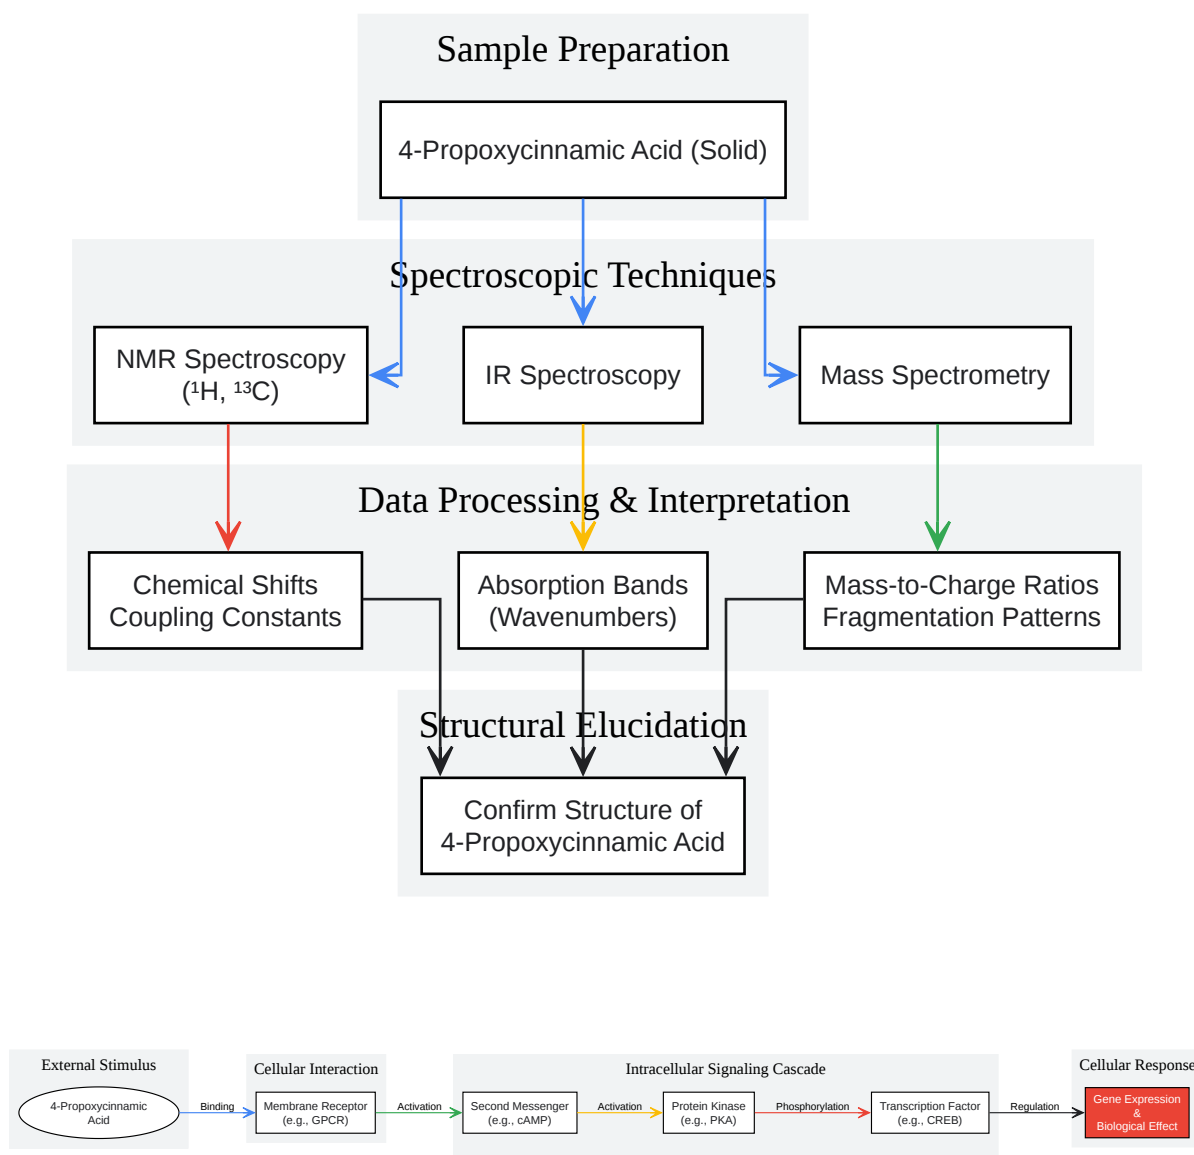 Sample Preparation
4-Propoxycinnamic Acid (Solid)
Spectroscopic Techniques
NMR Spectroscopy
(¹H, ¹³C)
IR Spectroscopy
Mass Spectrometry
Data Processing & Interpretation
Chemical Shifts
Coupling Constants
Absorption Bands
(Wavenumbers)
Mass-to-Charge Ratios
Fragmentation Patterns
Structural Elucidation
Confirm Structure of
4-Propoxycinnamic Acid
External Stimulus
4-Propoxycinnamic
Acid
Binding
Cellular Interaction
Membrane Receptor
(e.g., GPCR)
Activation
Intracellular Signaling Cascade
Second Messenger
(e.g., cAMP)
Activation
Protein Kinase
(e.g., PKA)
Phosphorylation
Transcription Factor
(e.g., CREB)
Regulation
Cellular Response
Gene Expression
&
Biological Effect